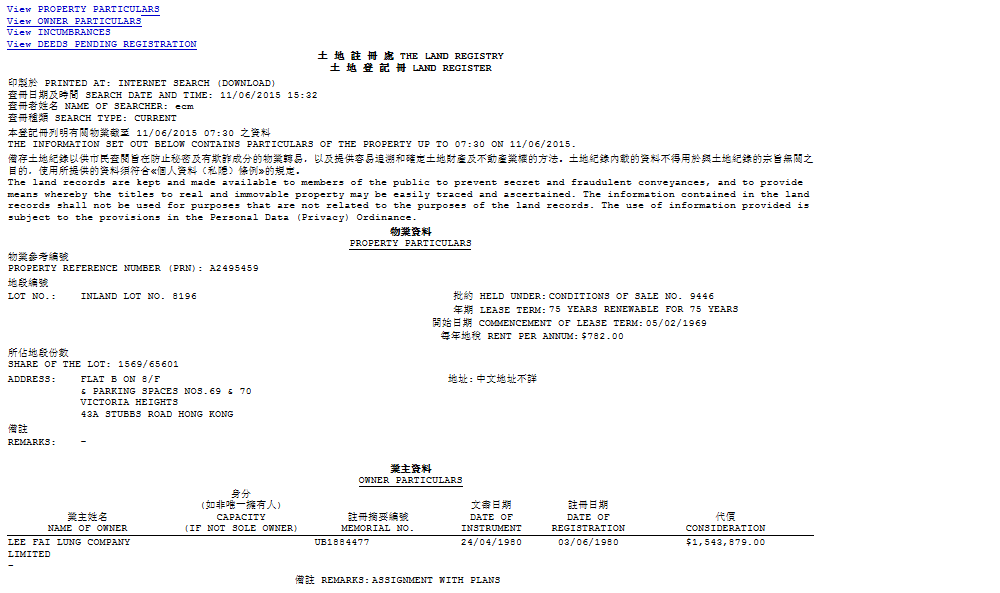 View PROPERTY PARTICULARS
View OWNER PARTICULARS
View INCUMBRANCES
View DEEDS PENDING REGISTRATION
土 地 註 冊 處 THE LAND REGISTRY
土 地 登 記 冊 LAND REGISTER
印製於 PRINTED AT: INTERNET SEARCH (DOWNLOAD)
查冊日期及時間 SEARCH DATE AND TIME: 11/06/2015 15:32
查冊者姓名 NAME OF SEARCHER: ecm
查冊種類 SEARCH TYPE: CURRENT
本登記冊列明有關物業截至 11/06/2015 07:30 之資料
THE INFORMATION SET OUT BELOW CONTAINS PARTICULARS OF THE PROPERTY UP TO 07:30 ON 11/06/2015.
備存土地紀錄以供市民查閱旨在防止秘密及有欺詐成分的物業轉易，以及提供容易追溯和確定土地財產及不動產業權的方法。土地紀錄內載的資料不得用於與土地紀錄的宗旨無關之
目的。使用所提供的資料須符合《個人資料（私隱）條例》的規定。
The land records are kept and made available to members of the public to prevent secret and fraudulent conveyances, and to provide
means whereby the titles to real and immovable property may be easily traced and ascertained. The information contained in the land
records shall not be used for purposes that are not related to the purposes of the land records. The use of information provided is
subject to the provisions in the Personal Data (Privacy) Ordinance.
物業資料
PROPERTY PARTICULARS
物業參考編號
PROPERTY REFERENCE NUMBER (PRN): A2495459
地段編號
LOT NO.: INLAND LOT NO. 8196
批約 HELD UNDER: CONDITIONS OF SALE NO. 9446
年期 LEASE TERM: 75 YEARS RENEWABLE FOR 75 YEARS
開始日期 COMMENCEMENT OF LEASE TERM: 05/02/1969
每年地稅 RENT PER ANNUM: $782.00
所佔地段份數
SHARE OF THE LOT: 1569/65601
ADDRESS: FLAT B ON 8/F 地址: 中文地址不詳
& PARKING SPACES NOS.69 & 70
VICTORIA HEIGHTS
43A STUBBS ROAD HONG KONG
備註
REMARKS: -
業主資料
OWNER PARTICULARS
身分
(如非唯一擁有人) 文書日期 註冊日期
業主姓名 CAPACITY 註冊摘要編號 DATE OF DATE OF 代價
NAME OF OWNER (IF NOT SOLE OWNER) MEMORIAL NO. INSTRUMENT REGISTRATION CONSIDERATION
LEE FAI LUNG COMPANY UB1884477 24/04/1980 03/06/1980 $1,543,879.00
LIMITED
-
備註 REMARKS: ASSIGNMENT WITH PLANS